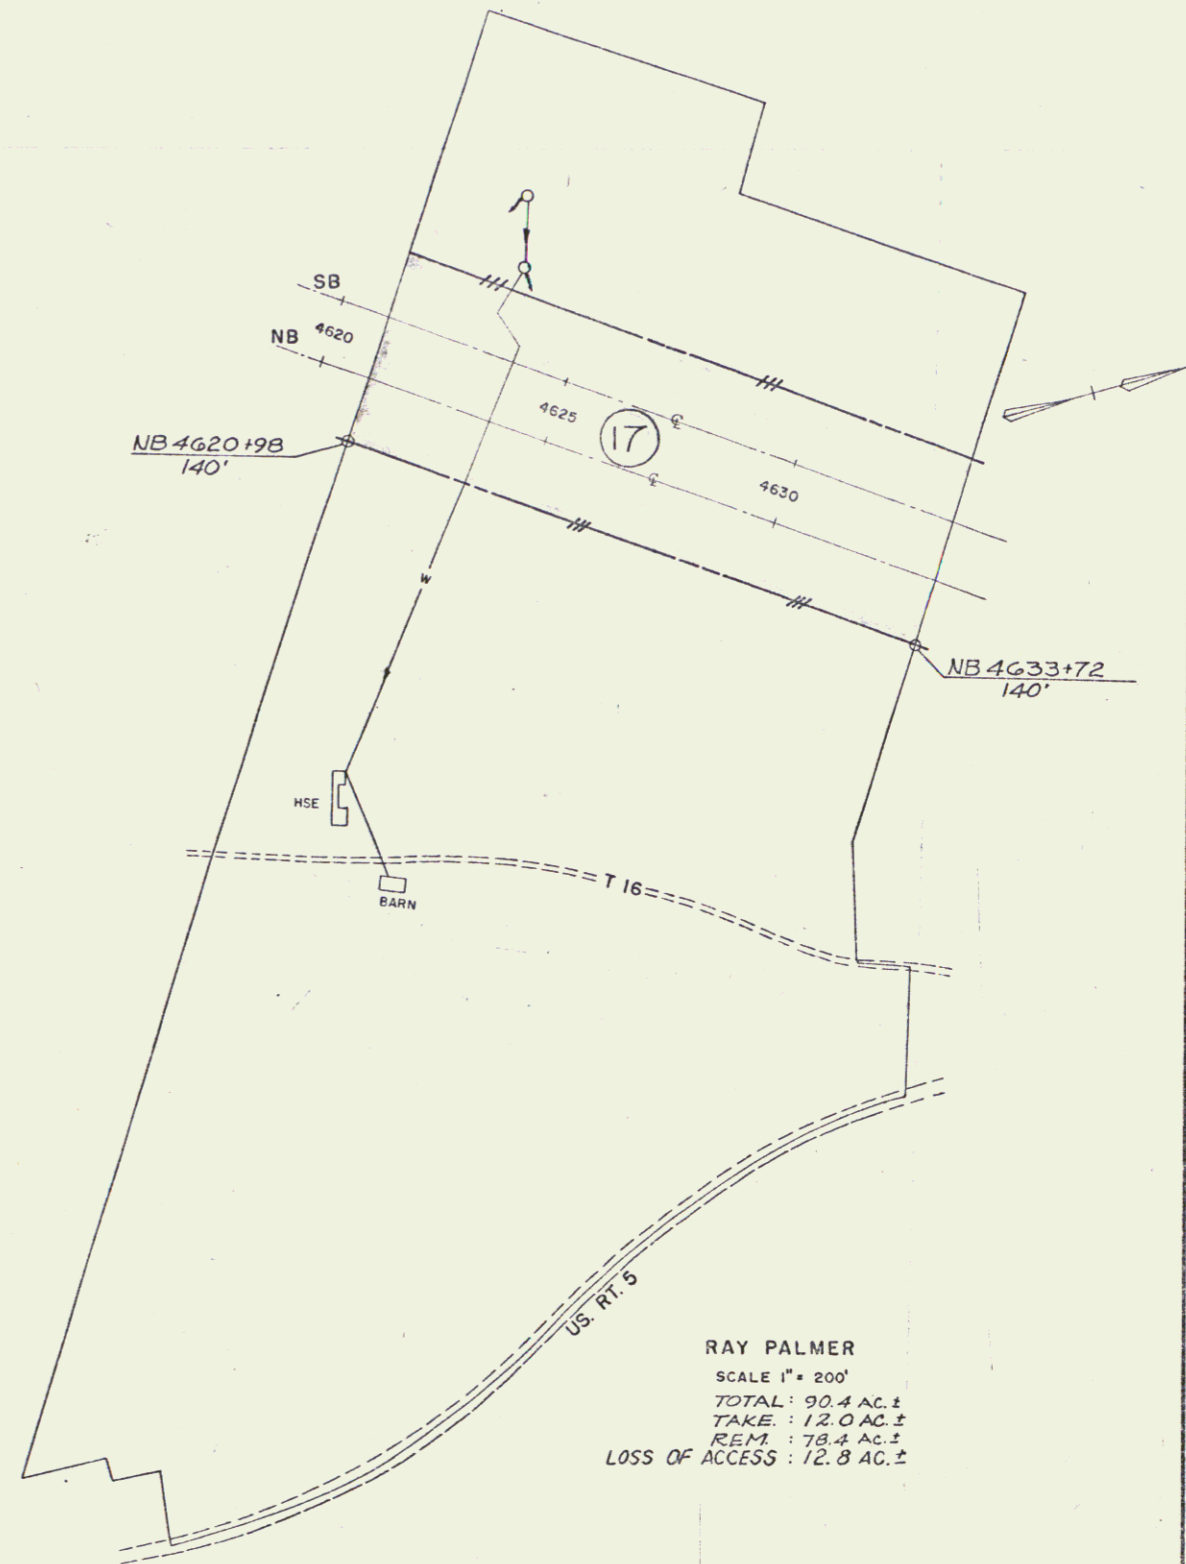 SB
4620
NB
4625
17
℄
℄
4630
NB 4620+98
140'
W
NB 4633+72
140'
HSE
T 16
BARN
US. RT. 5
RAY PALMER
SCALE 1" = 200'
TOTAL : 90.4 AC. ±
TAKE. : 12.0 AC. ±
REM. : 78.4 AC. ±
LOSS OF ACCESS : 12.8 AC. ±